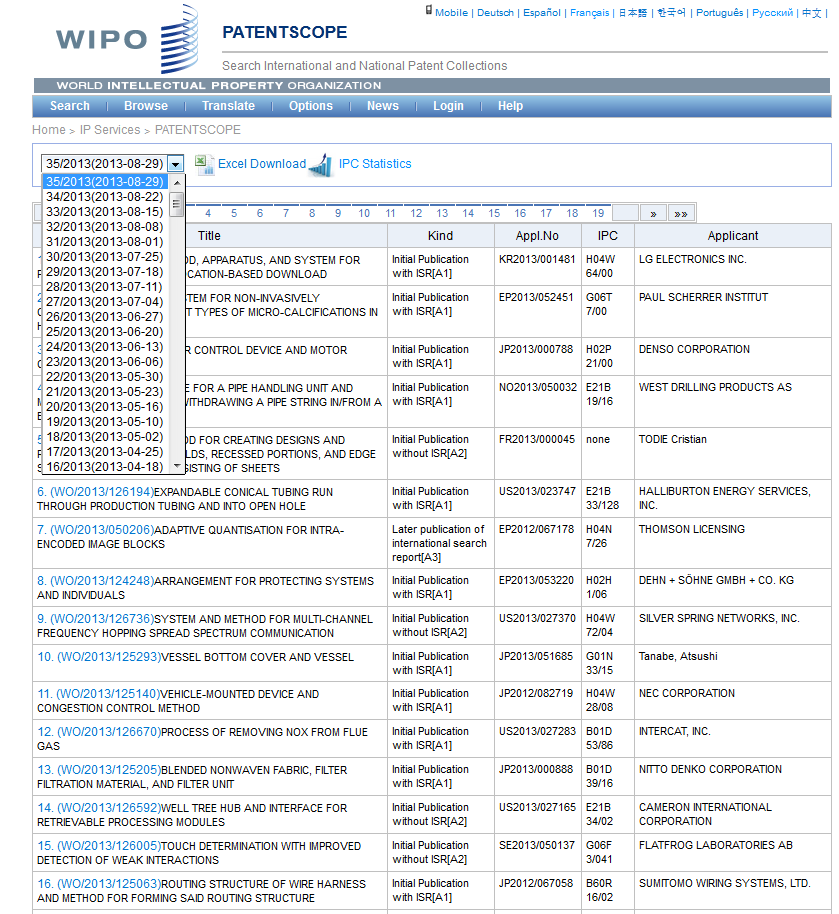 Mobile | Deutsch | Español | Français | 日本語 | 한국어 | Português | Русский | 中文 |
WIPO
PATENTSCOPE
Search International and National Patent Collections
WORLD INTELLECTUAL PROPERTY ORGANIZATION
Search | Browse | Translate | Options | News | Login | Help
Home > IP Services > PATENTSCOPE
35/2013(2013-08-29) Excel Download IPC Statistics
35/2013(2013-08-29)
34/2013(2013-08-22)
33/2013(2013-08-15)
32/2013(2013-08-08)
31/2013(2013-08-01)
30/2013(2013-07-25)
29/2013(2013-07-18)
28/2013(2013-07-11)
27/2013(2013-07-04)
26/2013(2013-06-27)
25/2013(2013-06-20)
24/2013(2013-06-13)
23/2013(2013-06-06)
22/2013(2013-05-30)
21/2013(2013-05-23)
20/2013(2013-05-16)
19/2013(2013-05-10)
18/2013(2013-05-02)
17/2013(2013-04-25)
16/2013(2013-04-18)
4 5 6 7 8 9 10 11 12 13 14 15 16 17 18 19 » »»
Title Kind Appl.No IPC Applicant
APPARATUS, AND SYSTEM FOR
DOWNLOAD
Initial Publication
with ISR[A1]
KR2013/001481
H04W
64/00
LG ELECTRONICS INC.
FOR NON-INVASIVELY
TYPES OF MICRO-CALCIFICATIONS IN
Initial Publication
with ISR[A1]
EP2013/052451
G06T
7/00
PAUL SCHERRER INSTITUT
CONTROL DEVICE AND MOTOR
Initial Publication
with ISR[A1]
JP2013/000788
H02P
21/00
DENSO CORPORATION
FOR A PIPE HANDLING UNIT AND
WITHDRAWING A PIPE STRING IN/FROM A
Initial Publication
with ISR[A1]
NO2013/050032
E21B
19/16
WEST DRILLING PRODUCTS AS
FOR CREATING DESIGNS AND
RECESSED PORTIONS, AND EDGE
OF SHEETS
Initial Publication
without ISR[A2]
FR2013/000045
none
TODIE Cristian
6. (WO/2013/126194)EXPANDABLE CONICAL TUBING RUN
THROUGH PRODUCTION TUBING AND INTO OPEN HOLE
Initial Publication
with ISR[A1]
US2013/023747
E21B
33/128
HALLIBURTON ENERGY SERVICES,
INC.
7. (WO/2013/050206)ADAPTIVE QUANTISATION FOR INTRA-
ENCODED IMAGE BLOCKS
Later publication of
international search
report[A3]
EP2012/067178
H04N
7/26
THOMSON LICENSING
8. (WO/2013/124248)ARRANGEMENT FOR PROTECTING SYSTEMS
AND INDIVIDUALS
Initial Publication
with ISR[A1]
EP2013/053220
H02H
1/06
DEHN + SÖHNE GMBH + CO. KG
9. (WO/2013/126736)SYSTEM AND METHOD FOR MULTI-CHANNEL
FREQUENCY HOPPING SPREAD SPECTRUM COMMUNICATION
Initial Publication
without ISR[A2]
US2013/027370
H04W
72/04
SILVER SPRING NETWORKS, INC.
10. (WO/2013/125293)VESSEL BOTTOM COVER AND VESSEL
Initial Publication
with ISR[A1]
JP2013/051685
G01N
33/15
Tanabe, Atsushi
11. (WO/2013/125140)VEHICLE-MOUNTED DEVICE AND
CONGESTION CONTROL METHOD
Initial Publication
with ISR[A1]
JP2012/082719
H04W
28/08
NEC CORPORATION
12. (WO/2013/126670)PROCESS OF REMOVING NOX FROM FLUE
GAS
Initial Publication
with ISR[A1]
US2013/027283
B01D
53/86
INTERCAT, INC.
13. (WO/2013/125205)BLENDED NONWAVEN FABRIC, FILTER
FILTRATION MATERIAL, AND FILTER UNIT
Initial Publication
with ISR[A1]
JP2013/000888
B01D
39/16
NITTO DENKO CORPORATION
14. (WO/2013/126592)WELL TREE HUB AND INTERFACE FOR
RETRIEVABLE PROCESSING MODULES
Initial Publication
without ISR[A2]
US2013/027165
E21B
34/02
CAMERON INTERNATIONAL
CORPORATION
15. (WO/2013/126005)TOUCH DETERMINATION WITH IMPROVED
DETECTION OF WEAK INTERACTIONS
Initial Publication
without ISR[A2]
SE2013/050137
G06F
3/041
FLATFROG LABORATORIES AB
16. (WO/2013/125063)ROUTING STRUCTURE OF WIRE HARNESS
AND METHOD FOR FORMING SAID ROUTING STRUCTURE
Initial Publication
with ISR[A1]
JP2012/067058
B60R
16/02
SUMITOMO WIRING SYSTEMS, LTD.